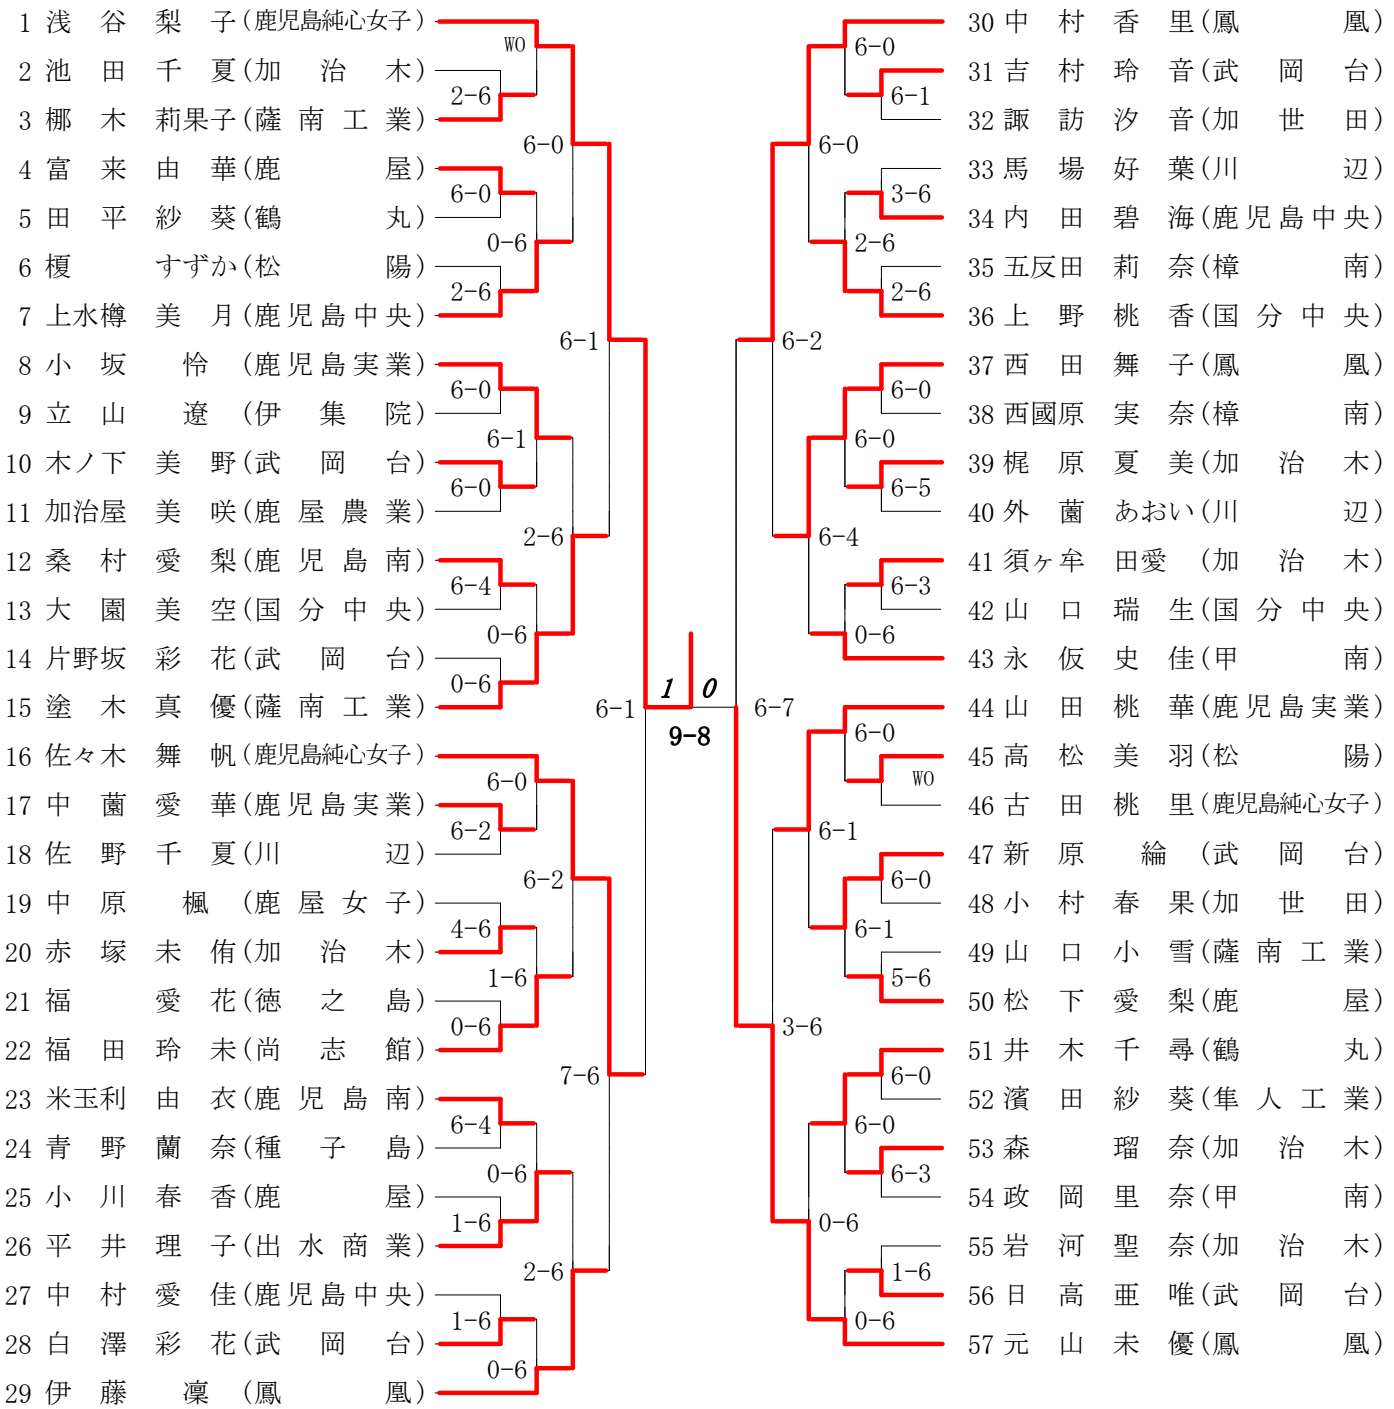 1 浅谷梨子(鹿児島純心女子)
2 池田千夏(加治木)
3 梛木莉果子(薩南工業)
4 富来由華(鹿屋)
5 田平紗葵(鶴丸)
6 榎すずか(松陽)
7 上水樽美月(鹿児島中央)
8 小坂怜(鹿児島実業)
9 立山遼(伊集院)
10 木ノ下美野(武岡台)
11 加治屋美咲(鹿屋農業)
12 桑村愛梨(鹿児島南)
13 大園美空(国分中央)
14 片野坂彩花(武岡台)
15 塗木真優(薩南工業)
16 佐々木舞帆(鹿児島純心女子)
17 中薗愛華(鹿児島実業)
18 佐野千夏(川辺)
19 中原楓(鹿屋女子)
20 赤塚未侑(加治木)
21 福愛花(徳之島)
22 福田玲未(尚志館)
23 米玉利由衣(鹿児島南)
24 青野蘭奈(種子島)
25 小川春香(鹿屋)
26 平井理子(出水商業)
27 中村愛佳(鹿児島中央)
28 白澤彩花(武岡台)
29 伊藤凜(鳳凰)
WO
2-6
6-0
2-6
6-0
6-0
6-4
0-6
6-2
4-6
0-6
6-4
1-6
1-6
0-6
6-1
0-6
6-0
1-6
0-6
0-6
6-0
2-6
6-2
2-6
6-1
7-6
6-1
1 0
9-8
6-7
6-2
3-6
6-0
6-4
6-1
0-6
6-0
2-6
6-0
0-6
6-0
6-1
6-0
0-6
6-1
3-6
2-6
6-0
6-5
6-3
WO
6-0
5-6
6-0
6-3
1-6
30 中村香里(鳳凰)
31 吉村玲音(武岡台)
32 諏訪汐音(加世田)
33 馬場好葉(川辺)
34 内田碧海(鹿児島中央)
35 五反田莉奈(樟南)
36 上野桃香(国分中央)
37 西田舞子(鳳凰)
38 西國原実奈(樟南)
39 梶原夏美(加治木)
40 外薗あおい(川辺)
41 須ヶ牟田愛(加治木)
42 山口瑞生(国分中央)
43 永仮史佳(甲南)
44 山田桃華(鹿児島実業)
45 高松美羽(松陽)
46 古田桃里(鹿児島純心女子)
47 新原綸(武岡台)
48 小村春果(加世田)
49 山口小雪(薩南工業)
50 松下愛梨(鹿屋)
51 井木千尋(鶴丸)
52 濱田紗葵(隼人工業)
53 森瑠奈(加治木)
54 政岡里奈(甲南)
55 岩河聖奈(加治木)
56 日高亜唯(武岡台)
57 元山未優(鳳凰)